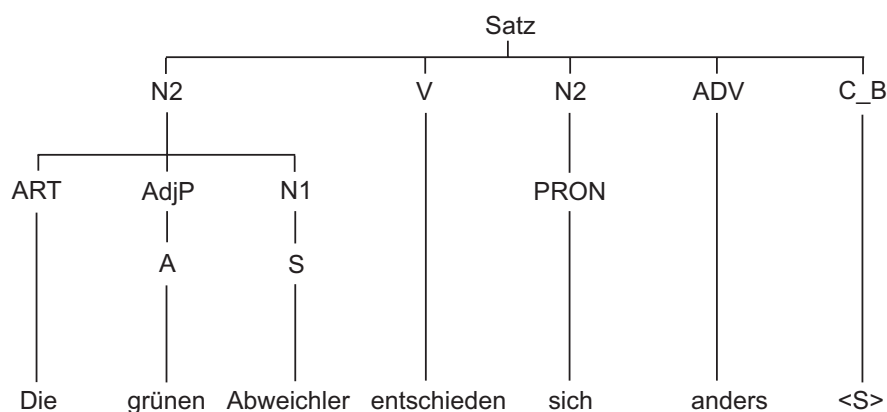 Satz
N2 V N2 ADV C_B
ART AdjP N1 PRON
A S
Die grünen Abweichler entschieden sich anders <S>